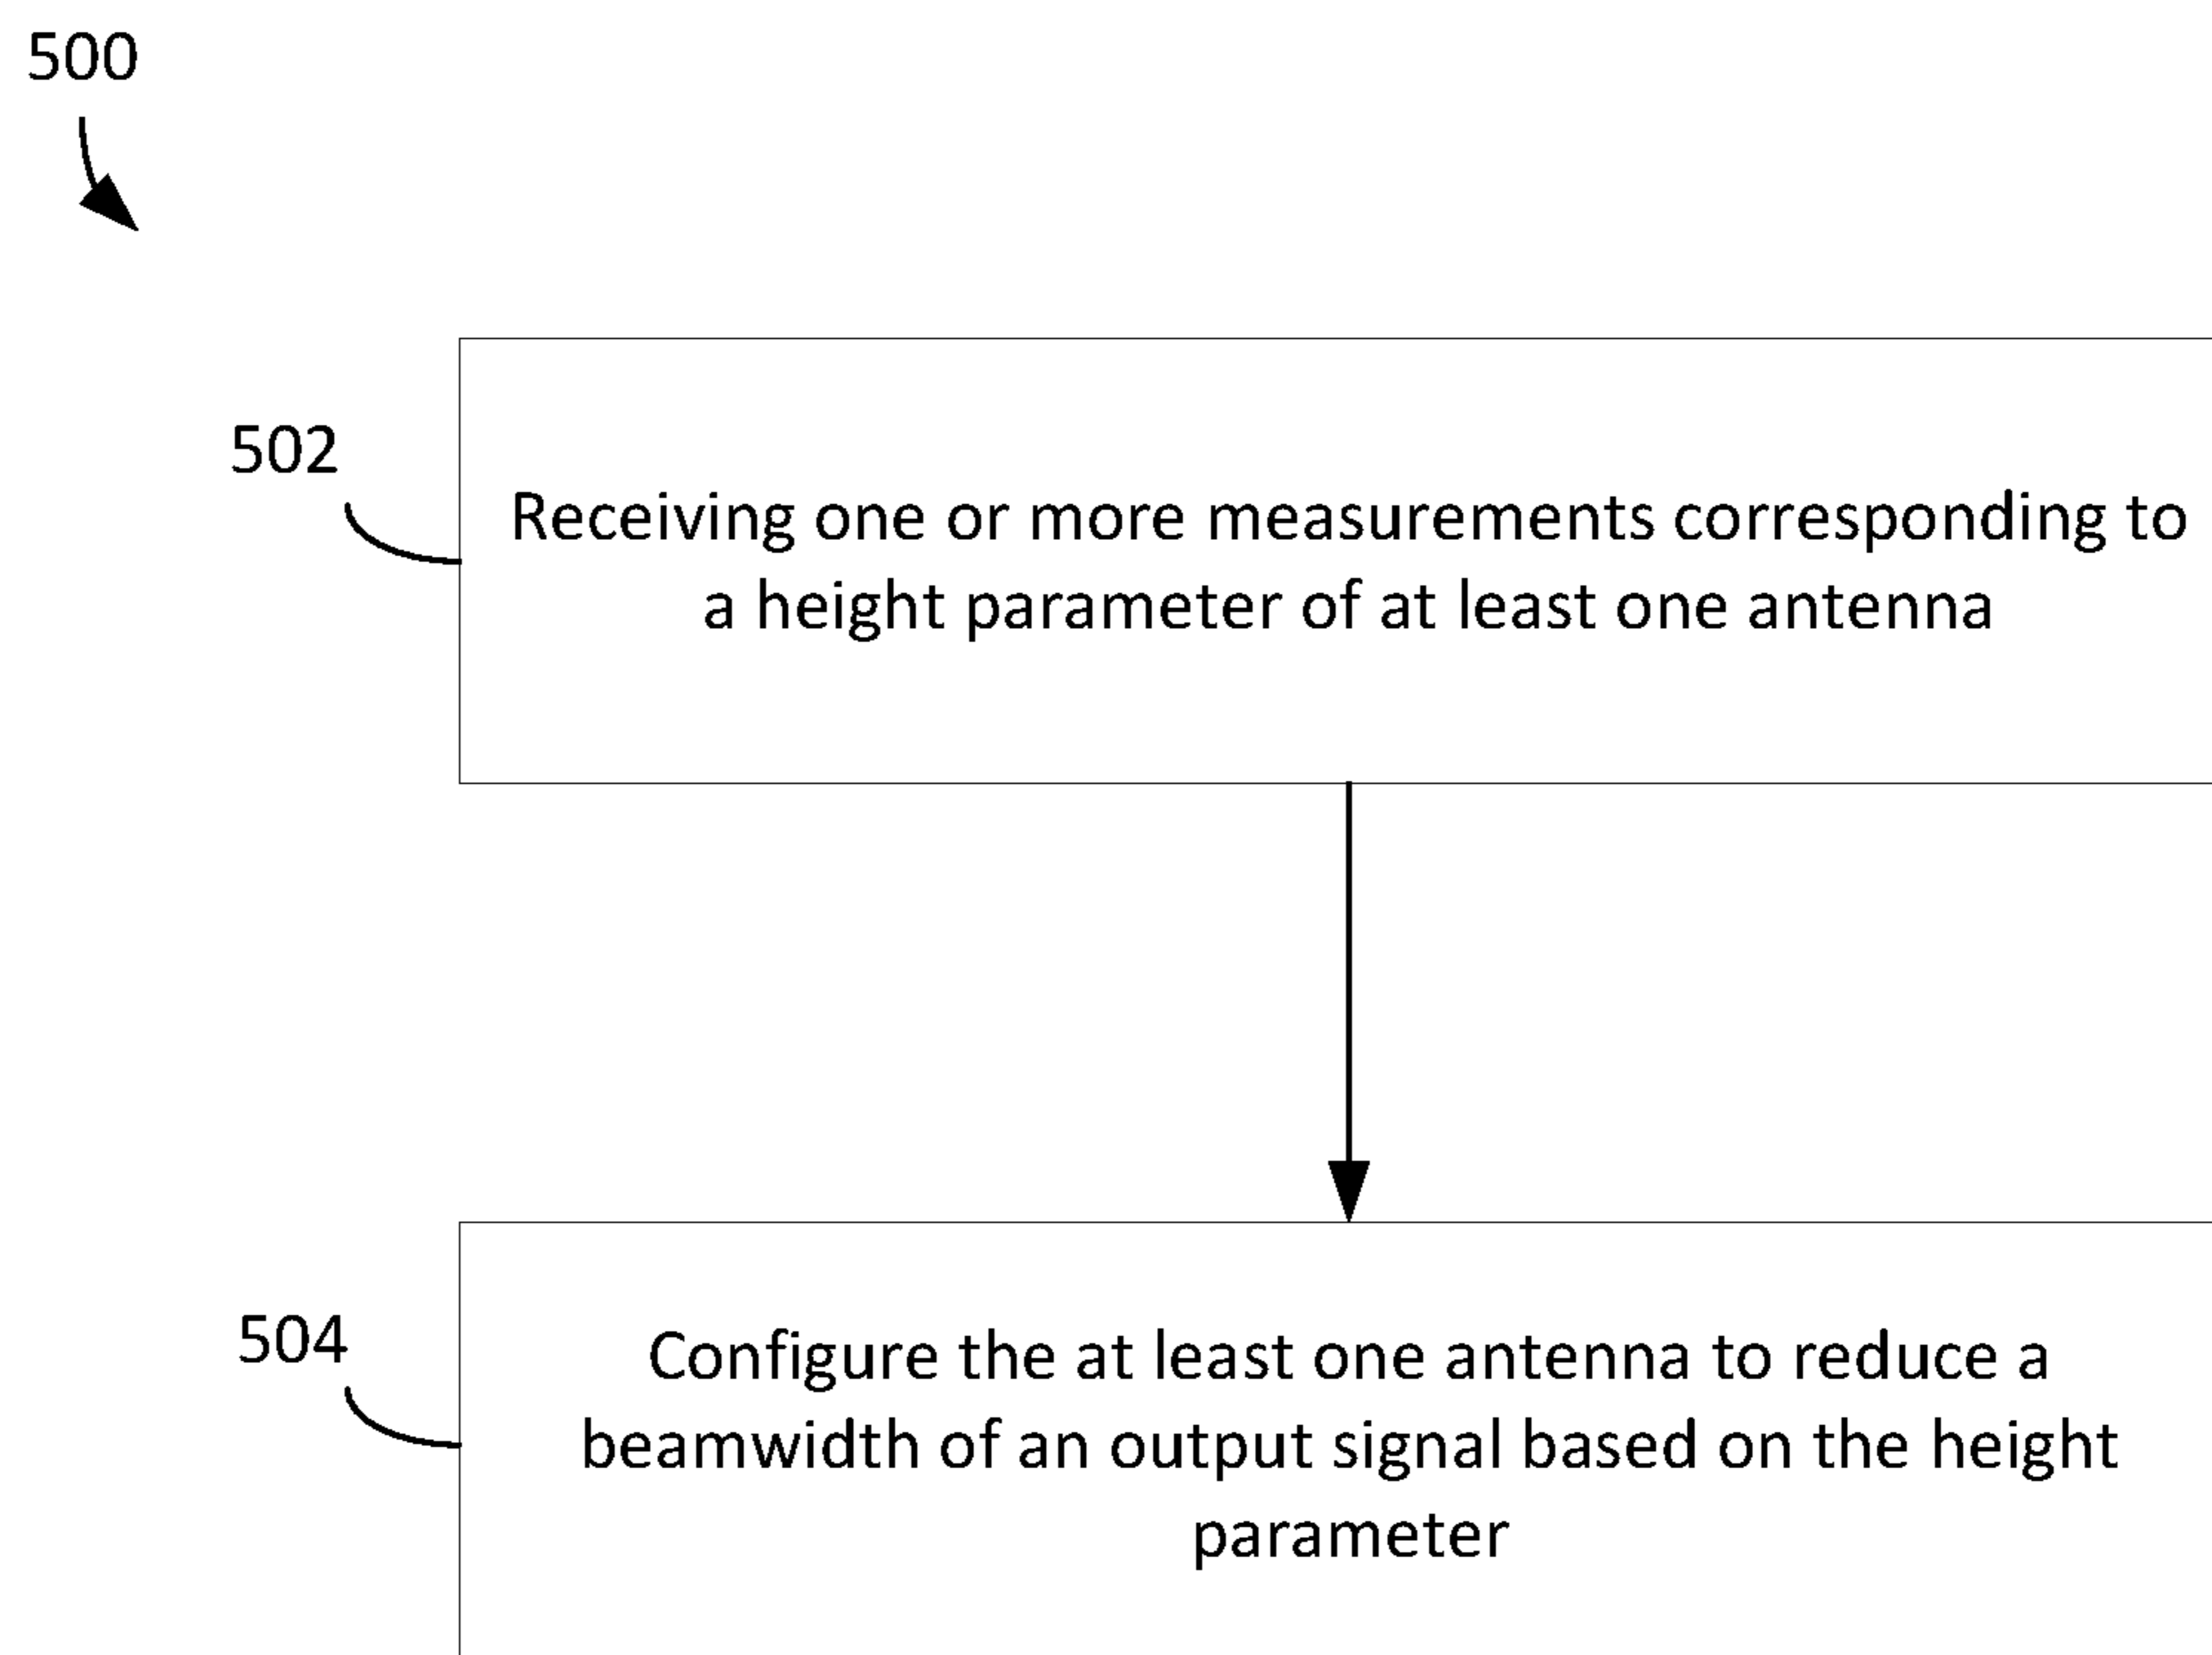 500
502
Receiving one or more measurements corresponding to
a height parameter of at least one antenna
504
Configure the at least one antenna to reduce a
beamwidth of an output signal based on the height
parameter